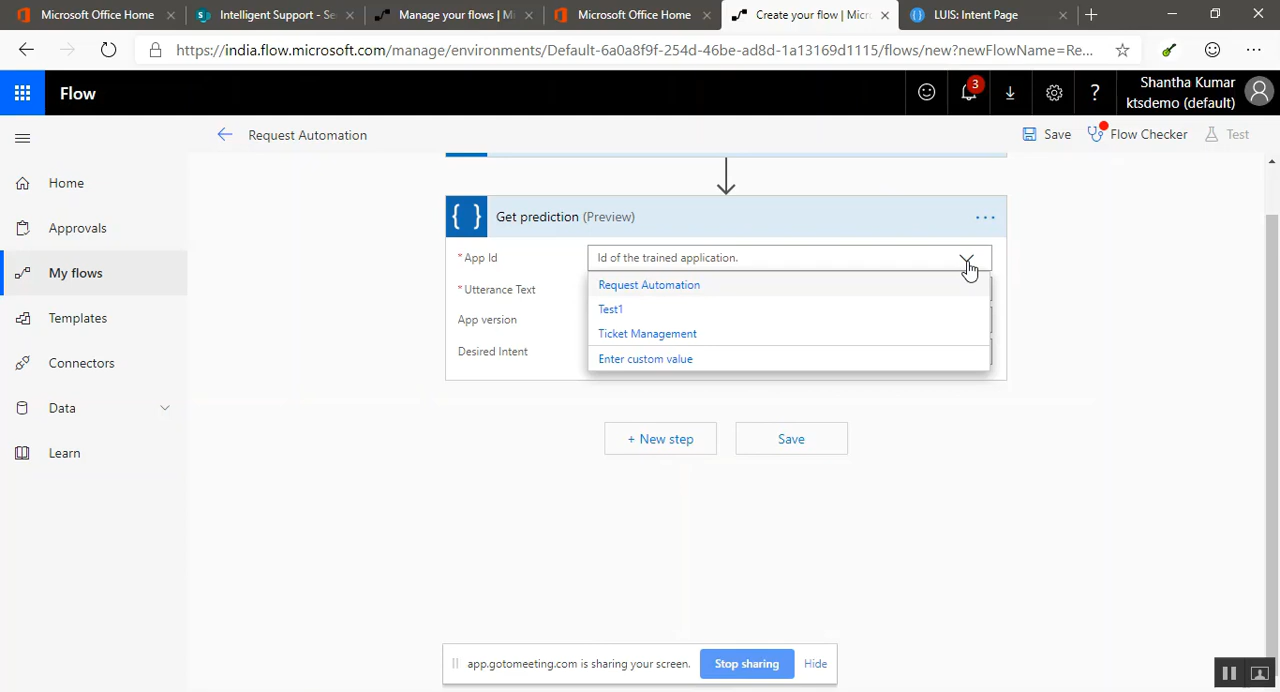 Microsoft Office Home
Intelligent Support - Se
Manage your flows | M
Microsoft Office Home
Create your flow | Micr
LUIS: Intent Page
https://india.flow.microsoft.com/manage/environments/Default-6a0a8f9f-254d-46be-ad8d-1a13169d1115/flows/new?newFlowName=Re...
Flow
3
?
Shantha Kumar
ktsdemo (default)
Request Automation
Save
Flow Checker
Test
Home
Approvals
My flows
Templates
Connectors
Data
Learn
{ } Get prediction (Preview)
* App Id
Id of the trained application.
Request Automation
* Utterance Text
Test1
App version
Ticket Management
Desired Intent
Enter custom value
+ New step
Save
app.gotomeeting.com is sharing your screen.
Stop sharing
Hide